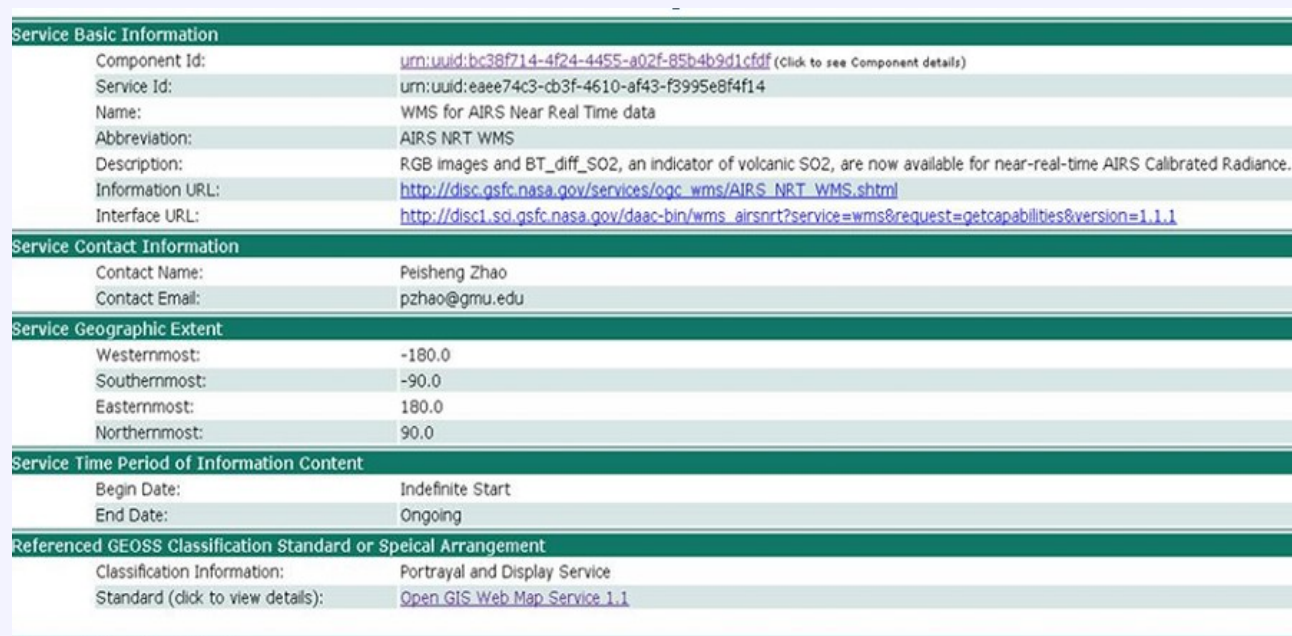 Service Basic Information
Component Id: urn:uuid:bc38f714-4f24-4455-a02f-85b4b9d1cfdf (Click to see Component details)
Service Id: urn:uuid:eaee74c3-cb3f-4610-af43-f3995e8f4f14
Name: WMS for AIRS Near Real Time data
Abbreviation: AIRS NRT WMS
Description: RGB images and BT_diff_SO2, an indicator of volcanic SO2, are now available for near-real-time AIRS Calibrated Radiance.
Information URL: http://disc.gsfc.nasa.gov/services/ogc_wms/AIRS_NRT_WMS.shtml
Interface URL: http://disc1.sci.gsfc.nasa.gov/daac-bin/wms_airsnrt?service=wms&request=getcapabilities&version=1.1.1
Service Contact Information
Contact Name: Peisheng Zhao
Contact Email: pzhao@gmu.edu
Service Geographic Extent
Westernmost: -180.0
Southernmost: -90.0
Easternmost: 180.0
Northernmost: 90.0
Service Time Period of Information Content
Begin Date: Indefinite Start
End Date: Ongoing
Referenced GEOSS Classification Standard or Speical Arrangement
Classification Information: Portrayal and Display Service
Standard (click to view details): Open GIS Web Map Service 1.1